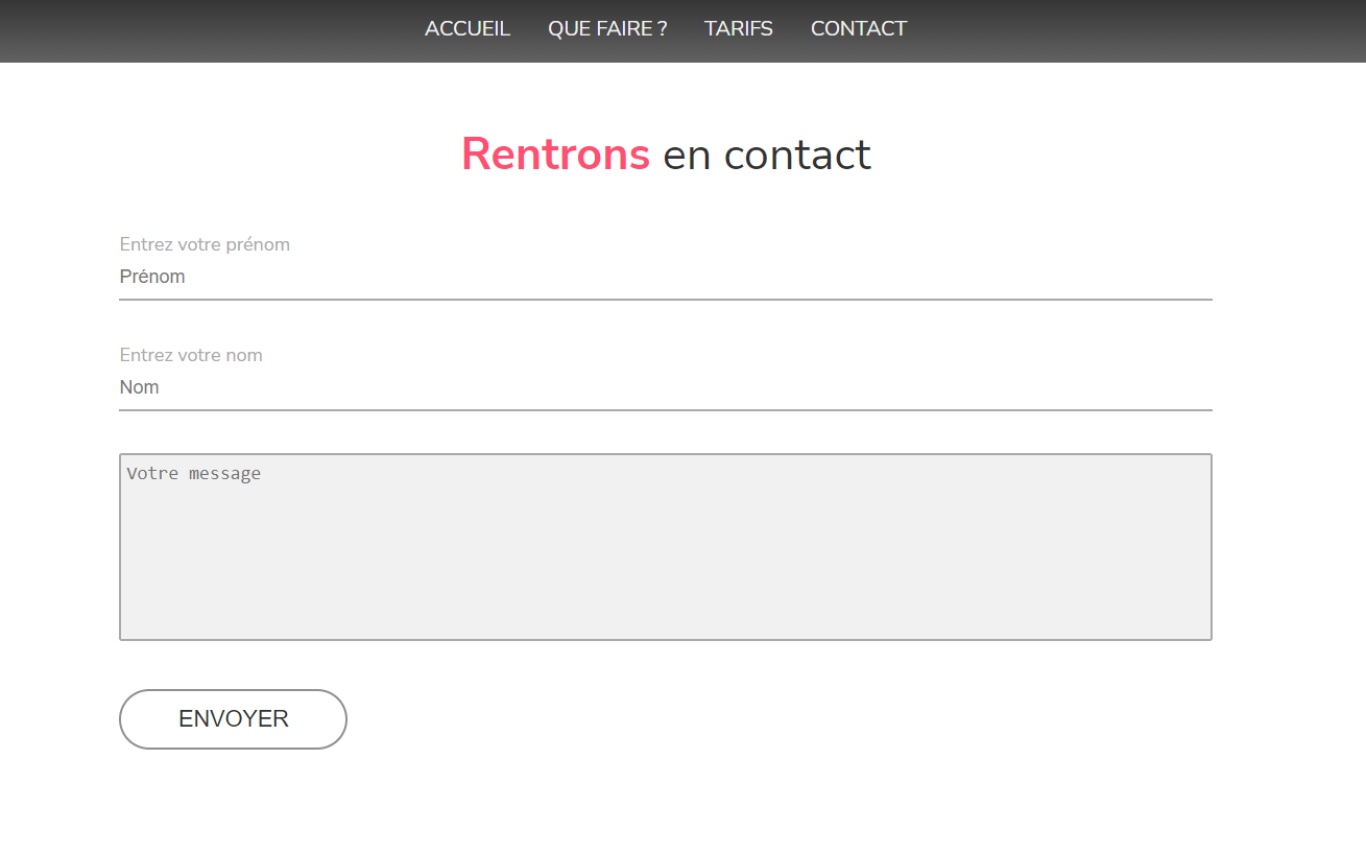 ACCUEIL QUE FAIRE ? TARIFS CONTACT
Rentrons en contact
Entrez votre prénom
Prénom
Entrez votre nom
Nom
Votre message
ENVOYER